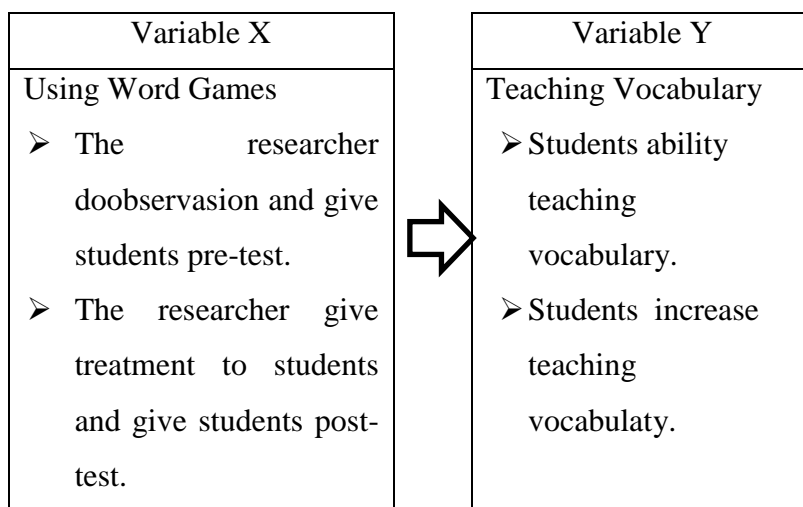 Variable X
Using Word Games
➢ The researcher
doobservasion and give
students pre-test.
➢ The researcher give
treatment to students
and give students post-
test.
Variable Y
Teaching Vocabulary
➢ Students ability
teaching
vocabulary.
➢ Students increase
teaching
vocabulaty.